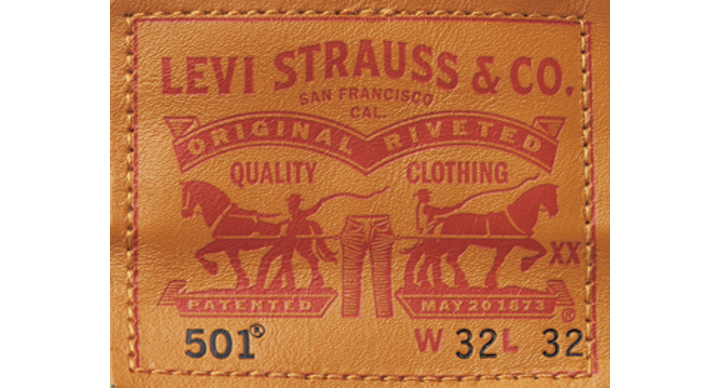 LEVI STRAUSS & CO.
SAN FRANCISCO
CAL.
ORIGINAL RIVETED
QUALITY CLOTHING
XX
PATENTED MAY 20 1873 ®
501® W 32 L 32